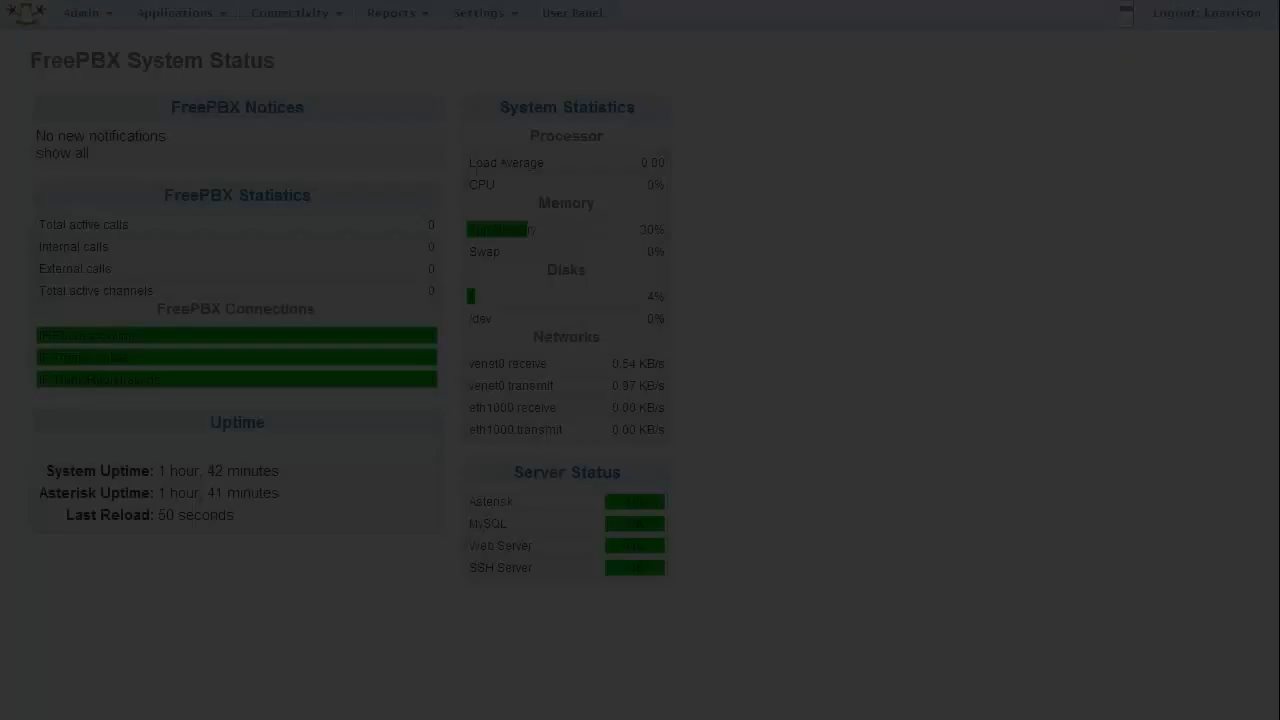 Admin Applications Connectivity Reports Settings User Panel Logout:
FreePBX System Status
FreePBX Notices
No new notifications
show all
FreePBX Statistics
Total active calls 0
Internal calls 0
External calls 0
Total active channels 0
FreePBX Connections
Uptime
System Uptime: 1 hour, 42 minutes
Asterisk Uptime: 1 hour, 41 minutes
Last Reload: 50 seconds
System Statistics
Processor
Load Average 0.00
CPU 0%
Memory
30%
Swap 0%
Disks
4%
/dev 0%
Networks
venet0 receive 0.54 KB/s
venet0 transmit 0.97 KB/s
eth1000 receive 0.00 KB/s
eth1000 transmit 0.00 KB/s
Server Status
Asterisk
MySQL
Web Server
SSH Server